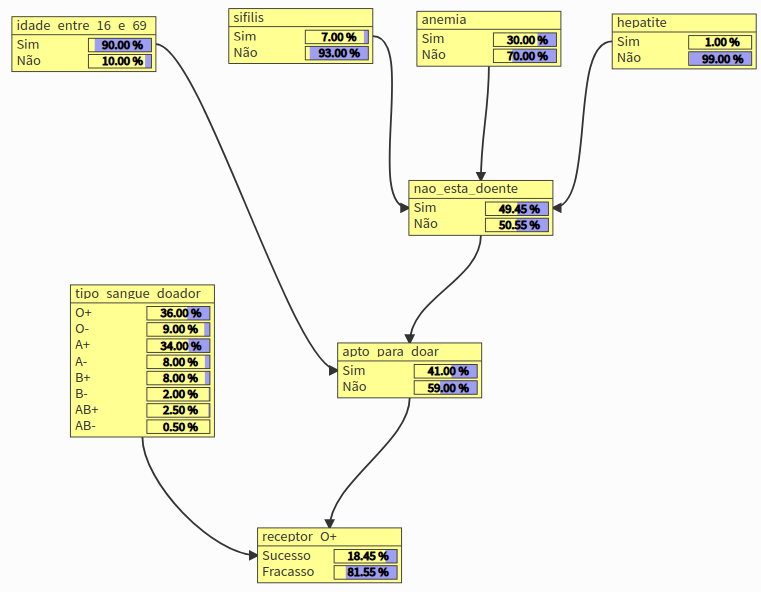 idade entre 16 e 69
Sim 90.00 %
Não 10.00 %
sifilis
Sim 7.00 %
Não 93.00 %
anemia
Sim 30.00 %
Não 70.00 %
hepatite
Sim 1.00 %
Não 99.00 %
nao_esta_doente
Sim 49.45 %
Não 50.55 %
tipo sangue doador
O+ 36.00 %
O- 9.00 %
A+ 34.00 %
A- 8.00 %
B+ 8.00 %
B- 2.00 %
AB+ 2.50 %
AB- 0.50 %
apto para doar
Sim 41.00 %
Não 59.00 %
receptor O+
Sucesso 18.45 %
Fracasso 81.55 %